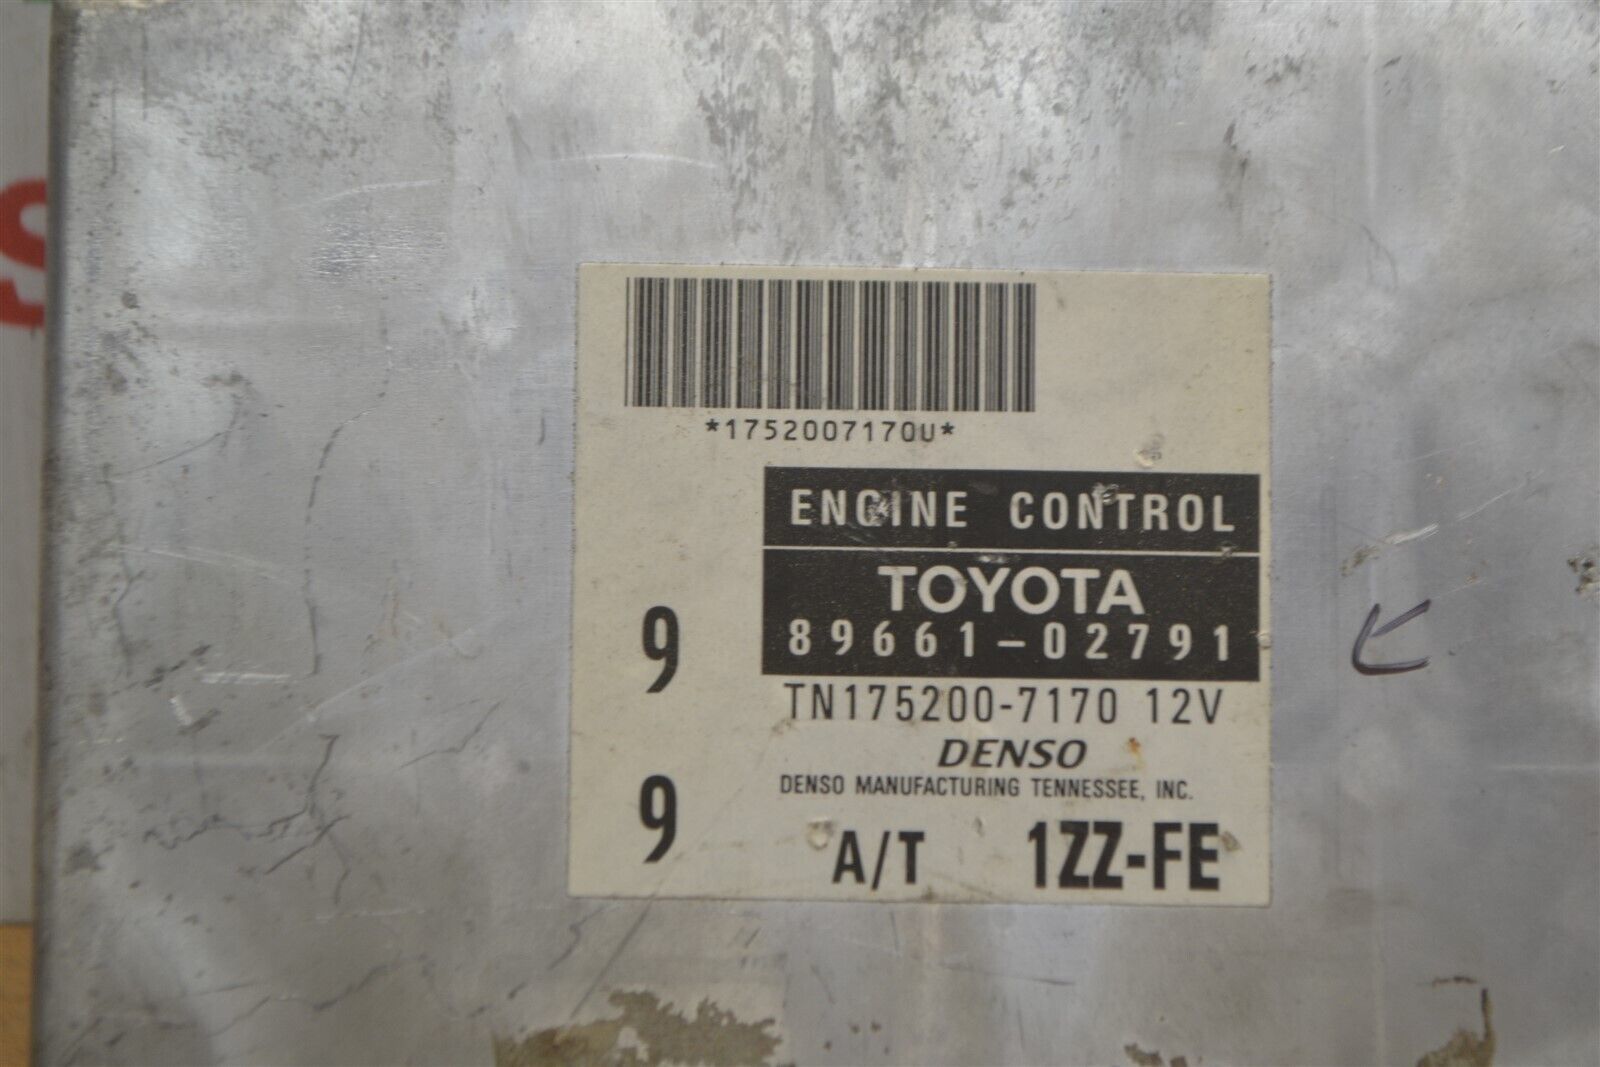 S
*1752007170U*
ENGINE CONTROL
TOYOTA
89661-02791
TN175200-7170 12V
DENSO
DENSO MANUFACTURING TENNESSEE, INC.
A/T 1ZZ-FE
9
9